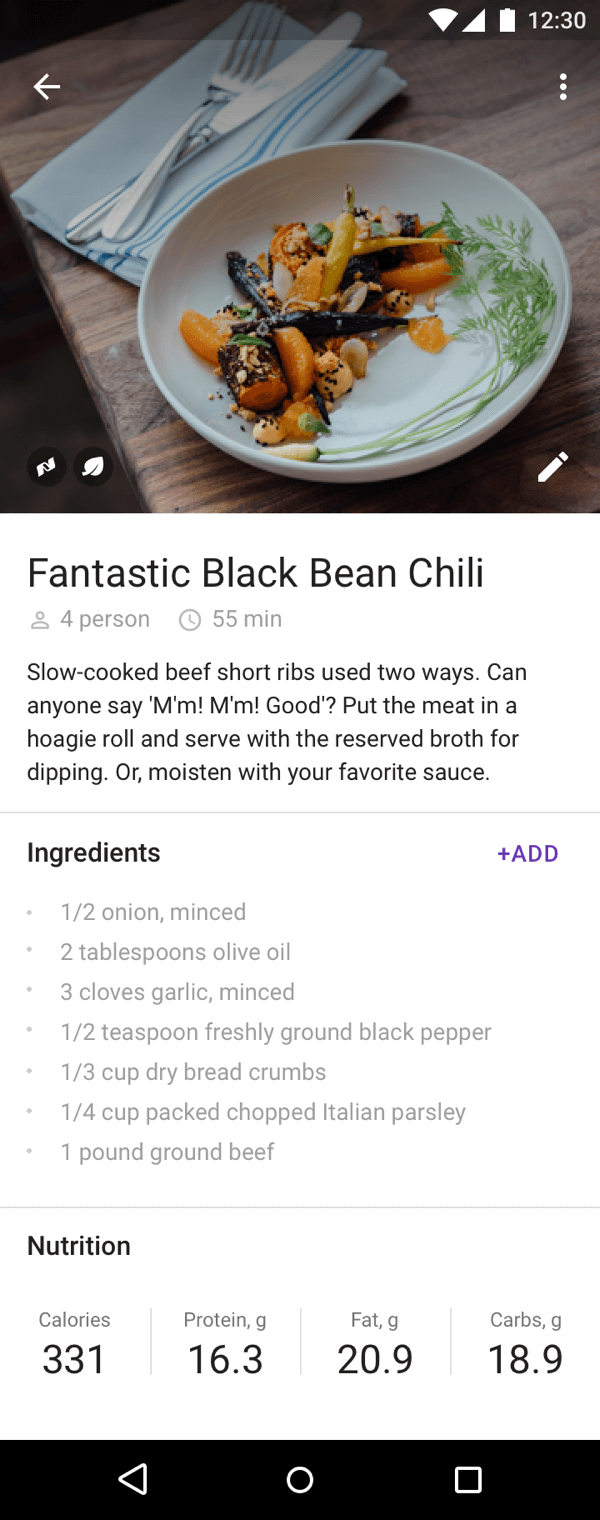 12:30
Fantastic Black Bean Chili
4 person 55 min
Slow-cooked beef short ribs used two ways. Can
anyone say 'M'm! M'm! Good'? Put the meat in a
hoagie roll and serve with the reserved broth for
dipping. Or, moisten with your favorite sauce.
Ingredients +ADD
• 1/2 onion, minced
• 2 tablespoons olive oil
• 3 cloves garlic, minced
• 1/2 teaspoon freshly ground black pepper
• 1/3 cup dry bread crumbs
• 1/4 cup packed chopped Italian parsley
• 1 pound ground beef
Nutrition
Calories Protein, g Fat, g Carbs, g
331 16.3 20.9 18.9